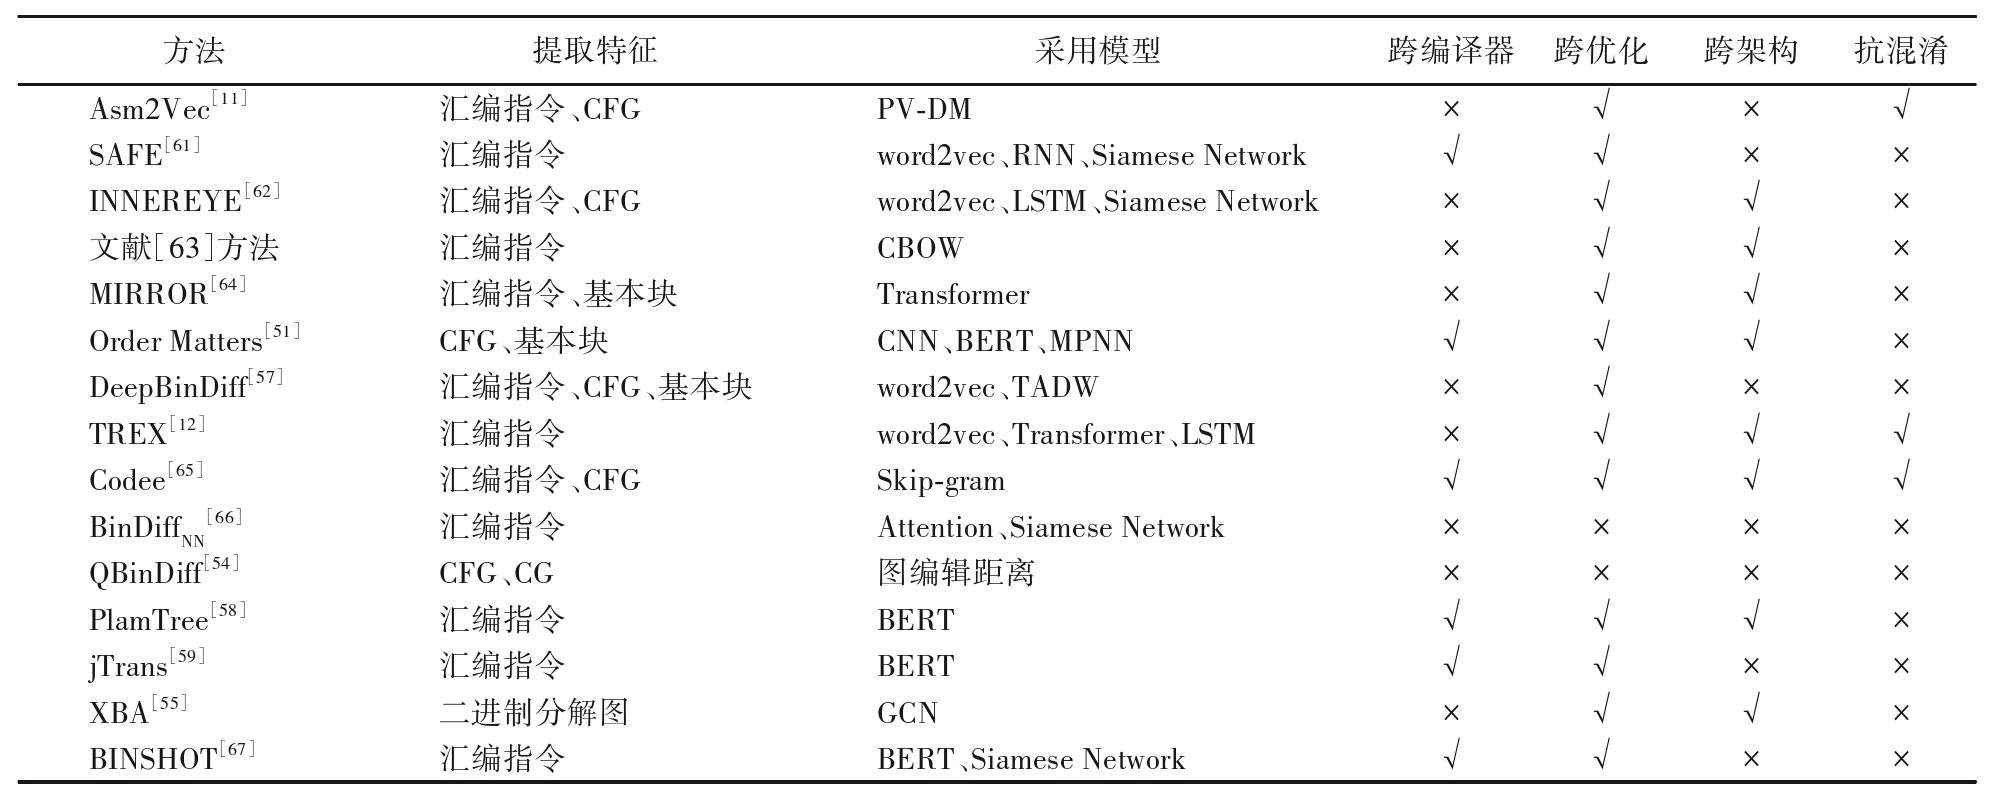 方法 提取特征 采用模型 跨编译器 跨优化 跨架构 抗混淆
Asm2Vec[11] 汇编指令、CFG PV-DM × √ × √
SAFE[61] 汇编指令 word2vec、RNN、Siamese Network √ √ × ×
INNEREYE[62] 汇编指令、CFG word2vec、LSTM、Siamese Network × √ √ ×
文献[63]方法 汇编指令 CBOW × √ √ ×
MIRROR[64] 汇编指令、基本块 Transformer × √ √ ×
Order Matters[51] CFG、基本块 CNN、BERT、MPNN √ √ √ ×
DeepBinDiff[57] 汇编指令、CFG、基本块 word2vec、TADW × √ × ×
TREX[12] 汇编指令 word2vec、Transformer、LSTM × √ √ √
Codee[65] 汇编指令、CFG Skip-gram √ √ √ √
BinDiffNN[66] 汇编指令 Attention、Siamese Network × × × ×
QBinDiff[54] CFG、CG 图编辑距离 × × × ×
PlamTree[58] 汇编指令 BERT √ √ √ ×
jTrans[59] 汇编指令 BERT √ √ × ×
XBA[55] 二进制分解图 GCN × √ √ ×
BINSHOT[67] 汇编指令 BERT、Siamese Network √ √ × ×